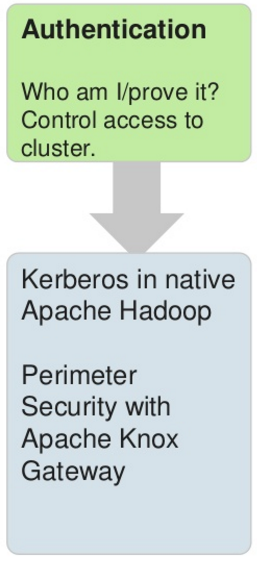 Authentication
Who am I/prove it?
Control access to
cluster.
Kerberos in native
Apache Hadoop
Perimeter
Security with
Apache Knox
Gateway